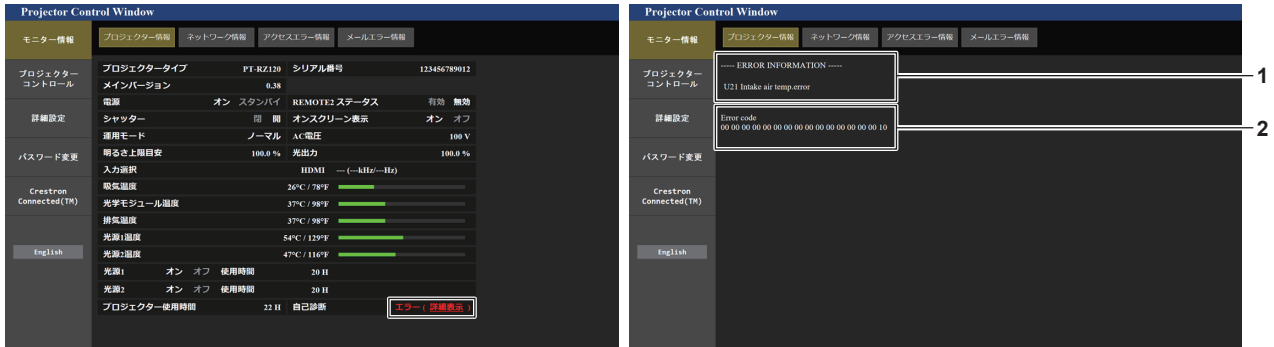 Projector Control Window
モニター情報
プロジェクター情報 ネットワーク情報 アクセスエラー情報 メールエラー情報
プロジェクター
コントロール
詳細設定
パスワード変更
Crestron
Connected(TM)
English
プロジェクタータイプ PT-RZ120 シリアル番号 123456789012
メインバージョン 0.38
電源 オン スタンバイ REMOTE2 ステータス 有効 無効
シャッター 閉 開 オンスクリーン表示 オン オフ
運用モード ノーマル AC電圧 100 V
明るさ上限目安 100.0 % 光出力 100.0 %
入力選択 HDMI --- (---kHz/---Hz)
吸気温度 26°C / 78°F
光学モジュール温度 37°C / 98°F
排気温度 37°C / 98°F
光源1温度 54°C / 129°F
光源2温度 47°C / 116°F
光源1 オン オフ 使用時間 20 H
光源2 オン オフ 使用時間 20 H
プロジェクター使用時間 22 H 自己診断 エラー ( 詳細表示 )
Projector Control Window
モニター情報
プロジェクター情報 ネットワーク情報 アクセスエラー情報 メールエラー情報
プロジェクター
コントロール
詳細設定
パスワード変更
Crestron
Connected(TM)
English
----- ERROR INFORMATION -----
U21 Intake air temp.error
1
Error code
00 00 00 00 00 00 00 00 00 00 00 00 00 00 00 10
2